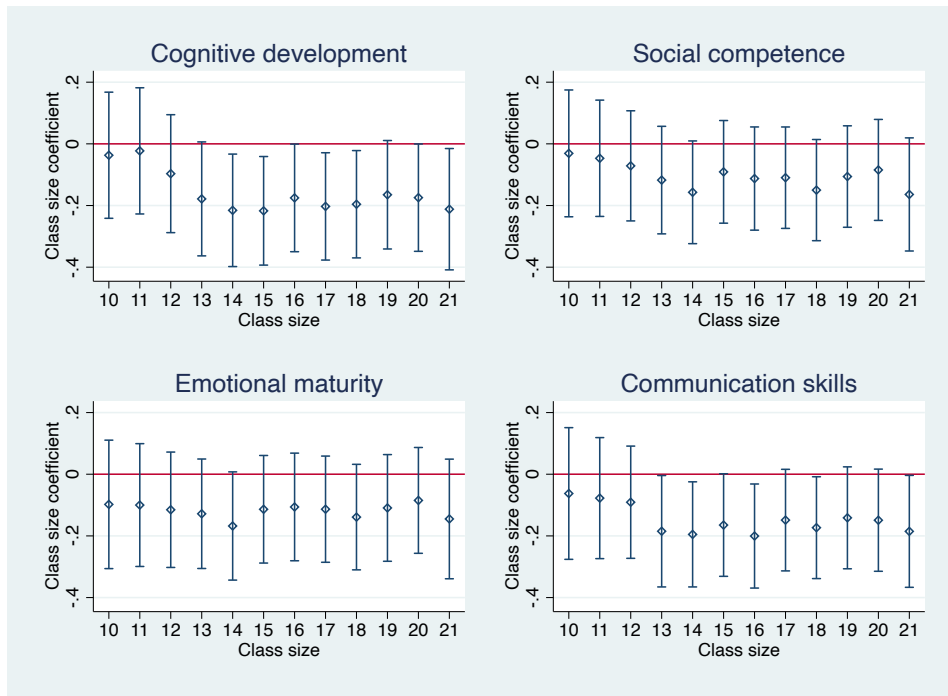 Cognitive development
Class size coefficient
.2
0
-.2
-.4
10 11 12 13 14 15 16 17 18 19 20 21
Class size
Social competence
Class size coefficient
.2
0
-.2
-.4
10 11 12 13 14 15 16 17 18 19 20 21
Class size
Emotional maturity
Class size coefficient
.2
0
-.2
-.4
10 11 12 13 14 15 16 17 18 19 20 21
Class size
Communication skills
Class size coefficient
.2
0
-.2
-.4
10 11 12 13 14 15 16 17 18 19 20 21
Class size